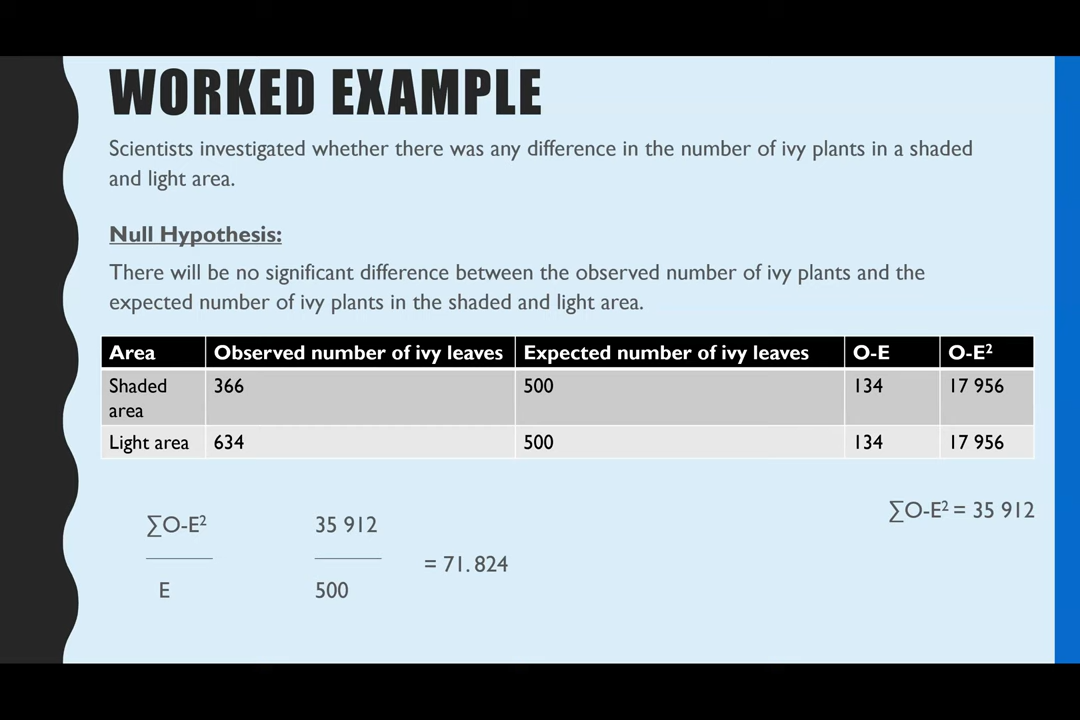 WORKED EXAMPLE
Scientists investigated whether there was any difference in the number of ivy plants in a shaded
and light area.
Null Hypothesis:
There will be no significant difference between the observed number of ivy plants and the
expected number of ivy plants in the shaded and light area.
Area Observed number of ivy leaves Expected number of ivy leaves O-E O-E²
Shaded area 366 500 134 17 956
Light area 634 500 134 17 956
∑O-E² = 35 912
∑O-E² 35 912
= 71.824
E 500